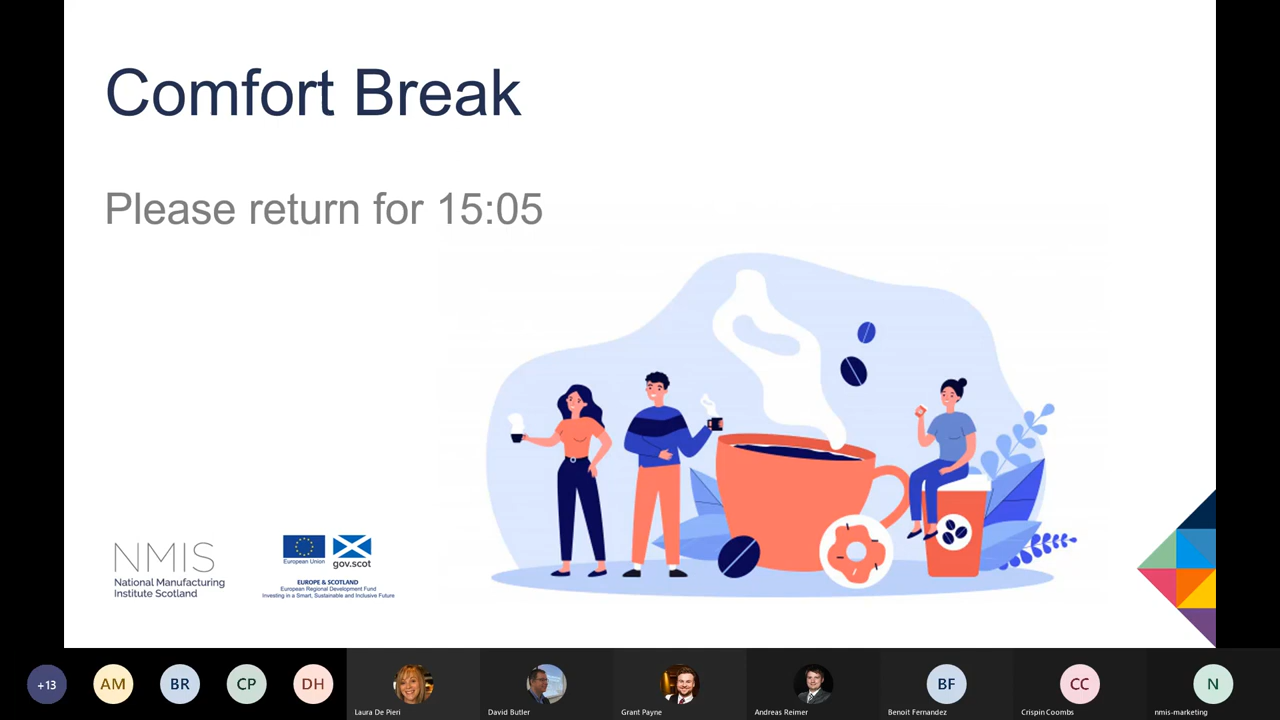 Comfort Break
Please return for 15:05
NMIS
National Manufacturing
Institute Scotland
European Union
gov.scot
EUROPE & SCOTLAND
European Regional Development Fund
Investing in a Smart, Sustainable and Inclusive Future
+13
AM
BR
CP
DH
Laura De Pieri
David Butler
Grant Payne
Andreas Reimer
BF
Benoit Fernandez
CC
Crispin Coombs
N
nmis-marketing